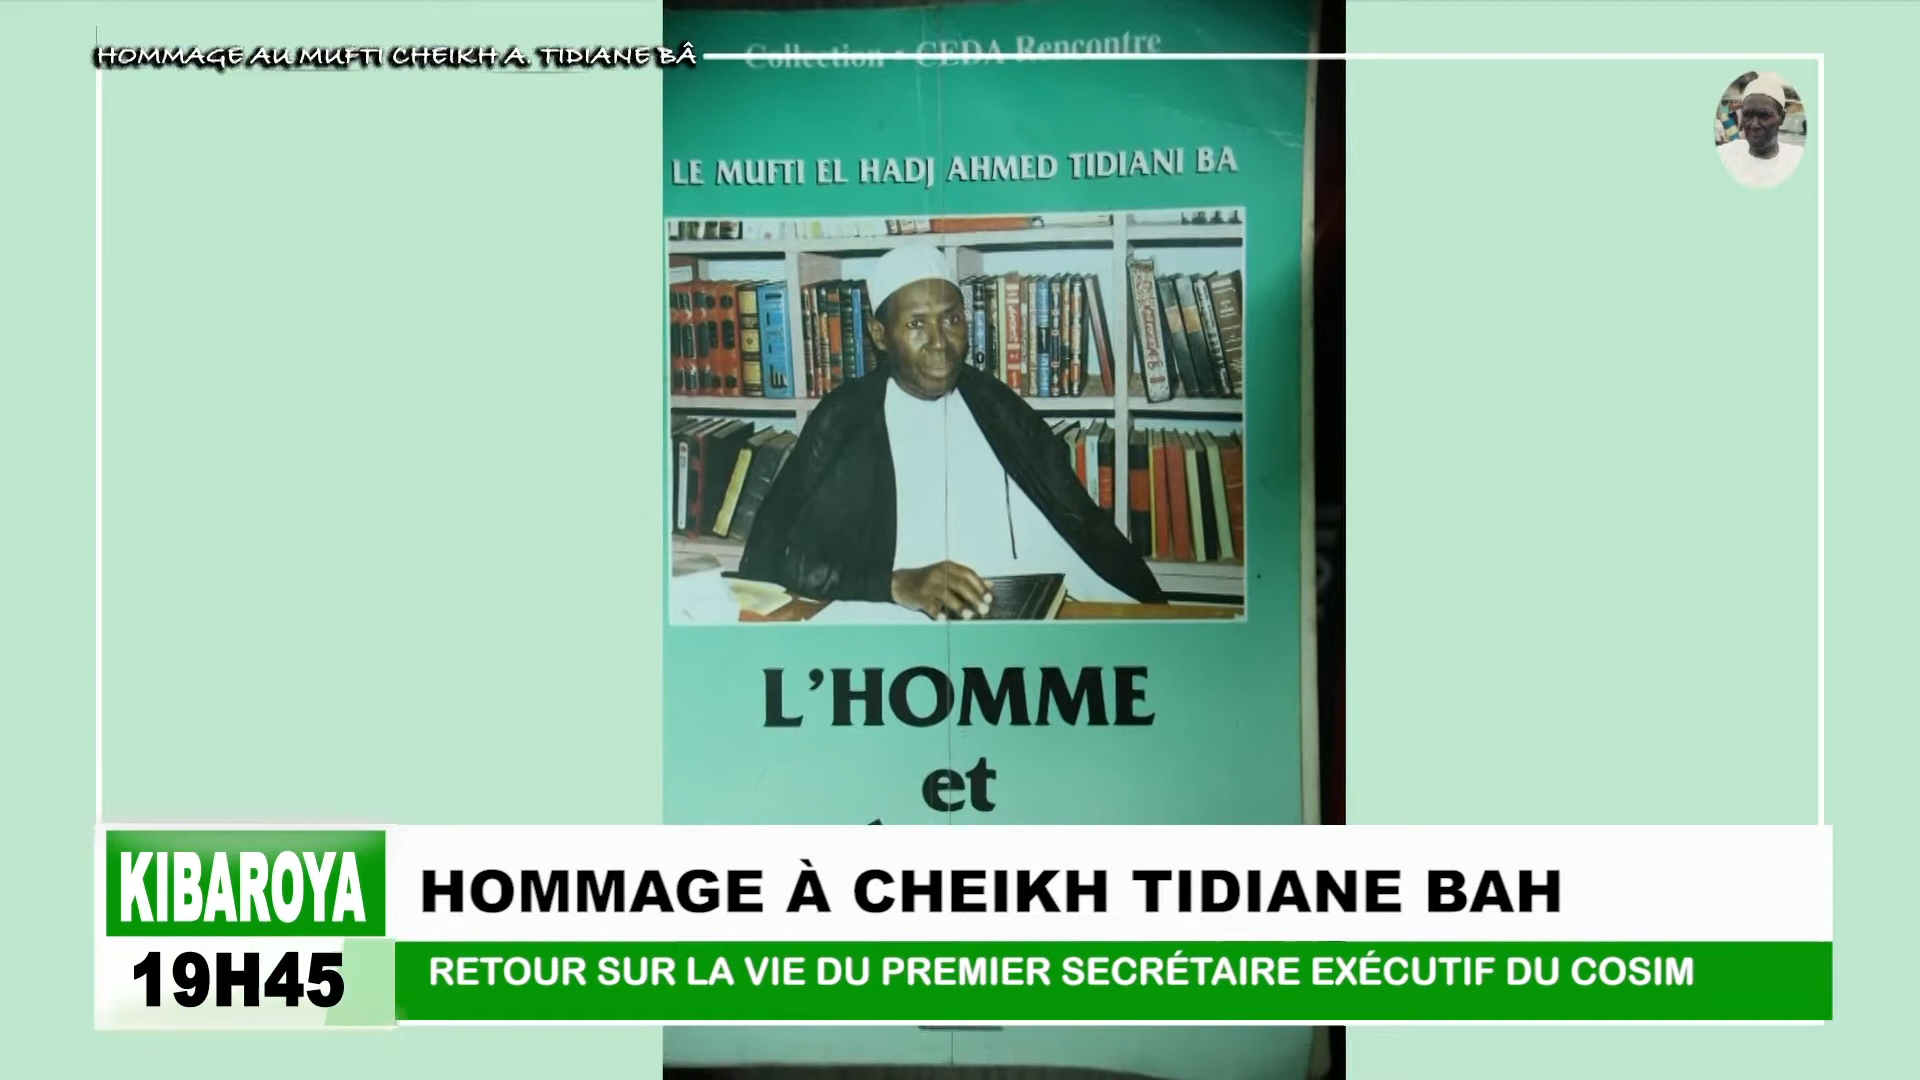 HOMMAGE AU MUFTI CHEIKH A. TIDIANE BÂ
Collection • CEDA Rencontre
LE MUFTI EL HADJ AHMED TIDIANI BA
L'HOMME
et
KIBAROYA
HOMMAGE À CHEIKH TIDIANE BAH
19H45
RETOUR SUR LA VIE DU PREMIER SECRÉTAIRE EXÉCUTIF DU COSIM